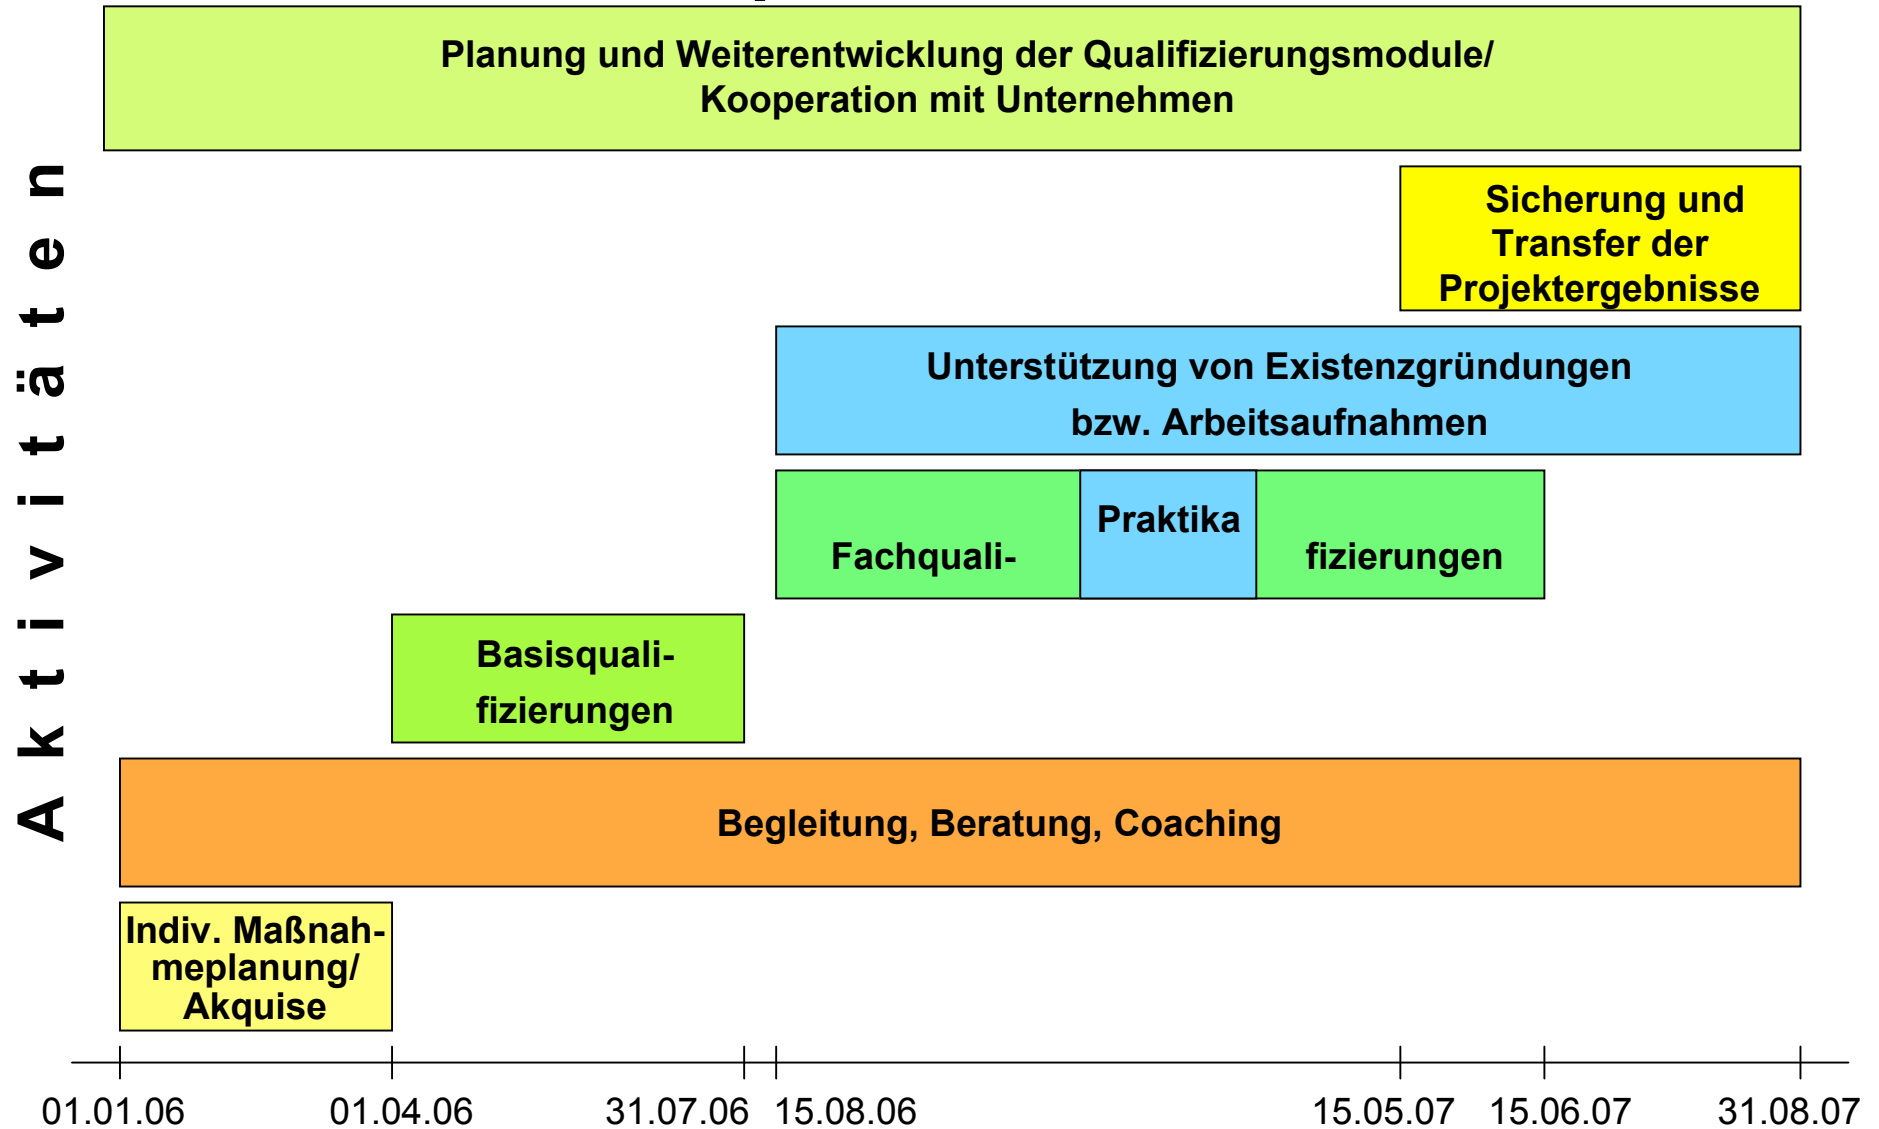 Planung und Weiterentwicklung der Qualifizierungsmodule/
Kooperation mit Unternehmen
Aktivitäten
Sicherung und
Transfer der
Projektergebnisse
Unterstützung von Existenzgründungen
bzw. Arbeitsaufnahmen
Praktika
Fachquali- fizierungen
Basisquali-
fizierungen
Begleitung, Beratung, Coaching
Indiv. Maßnah-
meplanung/
Akquise
01.01.06 01.04.06 31.07.06 15.08.06 15.05.07 15.06.07 31.08.07